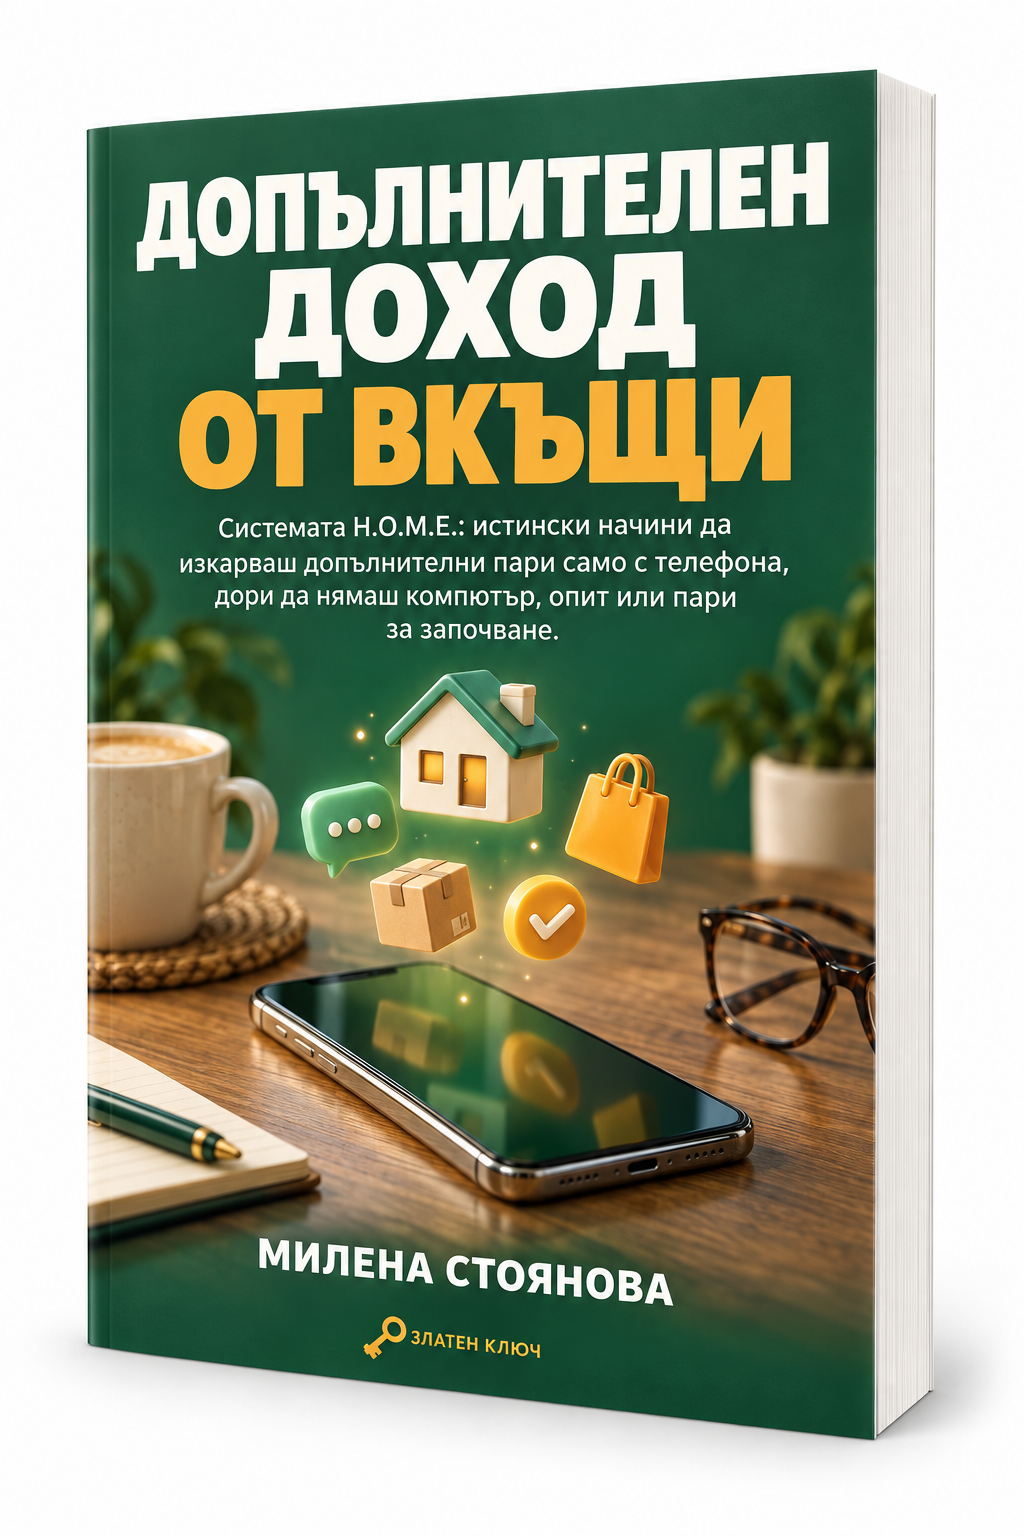 ДОПЪЛНИТЕЛЕН
ДОХОД
ОТ ВКЪЩИ
Системата H.O.M.E.: истински начини да
изкарваш допълнителни пари само с телефона,
дори да нямаш компютър, опит или пари
за започване.
МИЛЕНА СТОЯНОВА
ЗЛАТЕН КЛЮЧ